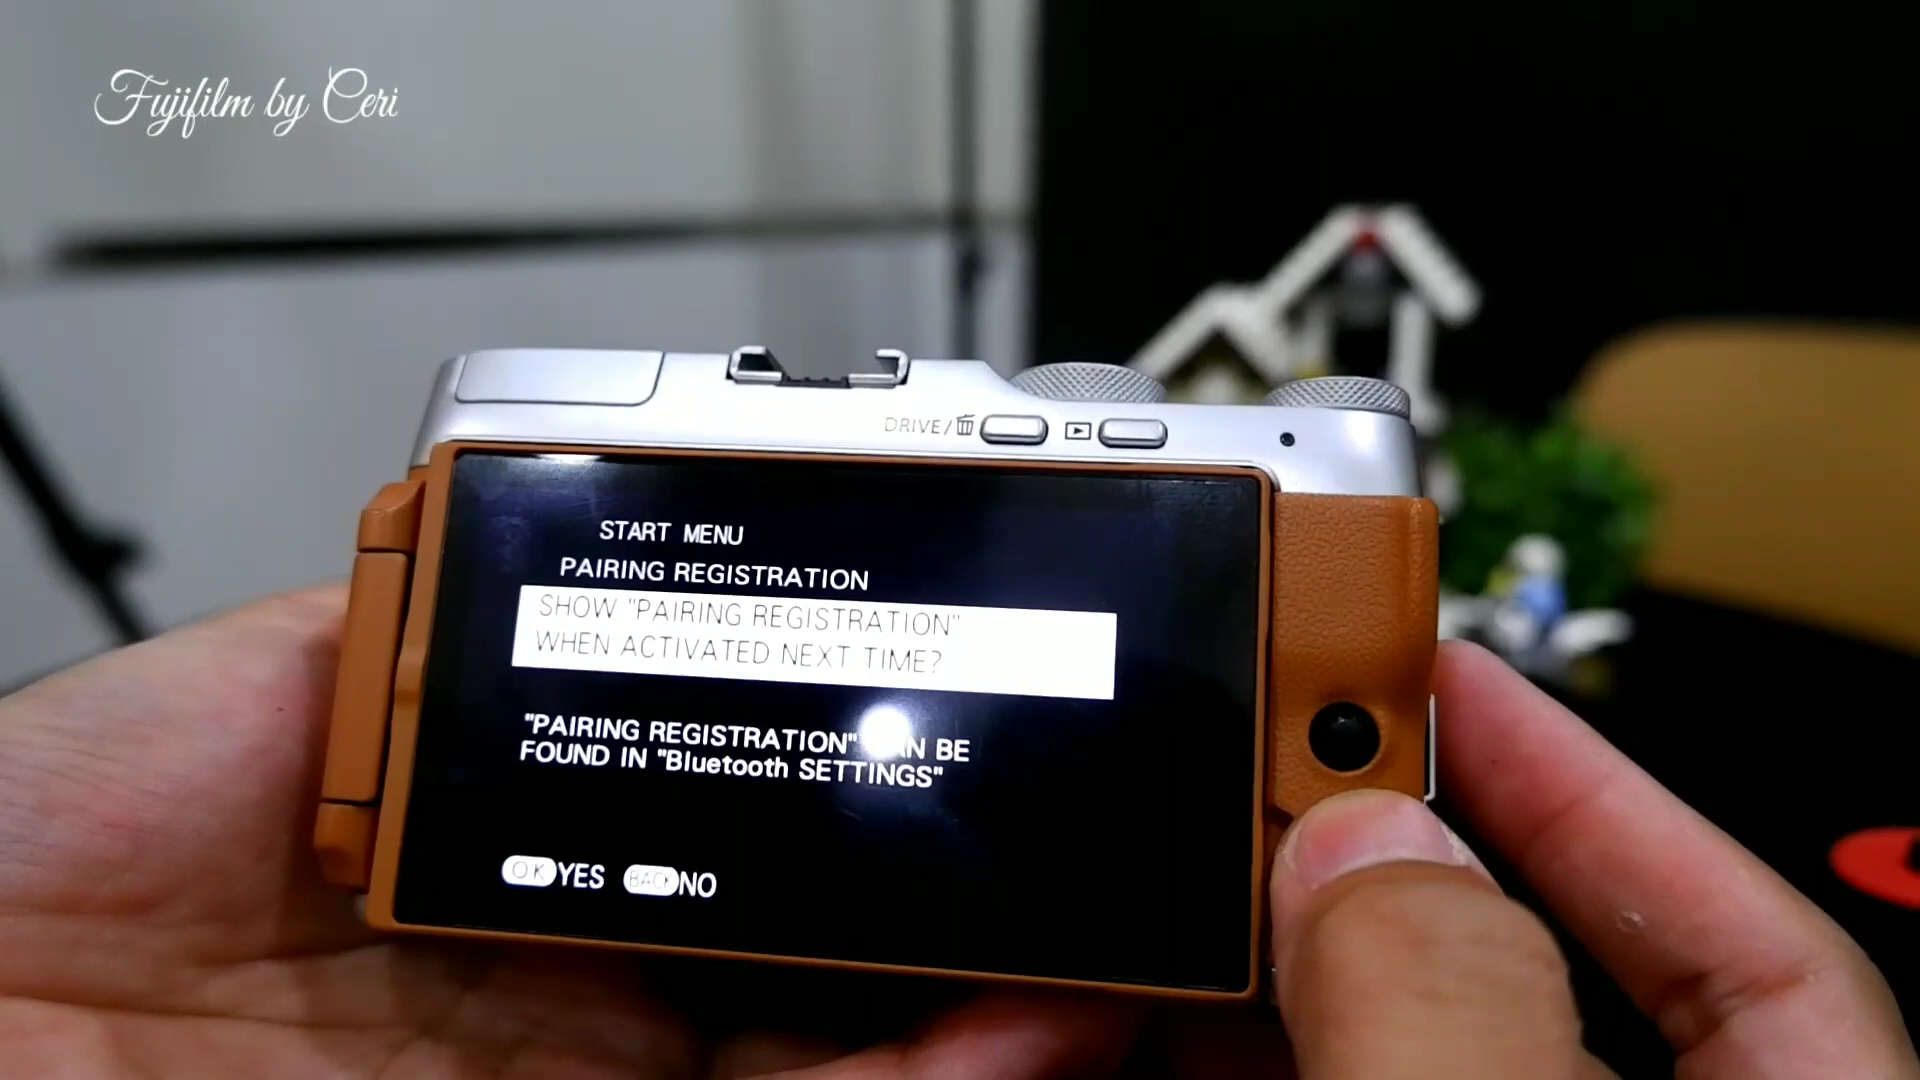 Fujifilm by Ceri
DRIVE/
START MENU
PAIRING REGISTRATION
SHOW "PAIRING REGISTRATION"
WHEN ACTIVATED NEXT TIME?
"PAIRING REGISTRATION" CAN BE
FOUND IN "Bluetooth SETTINGS"
OK YES BACK NO